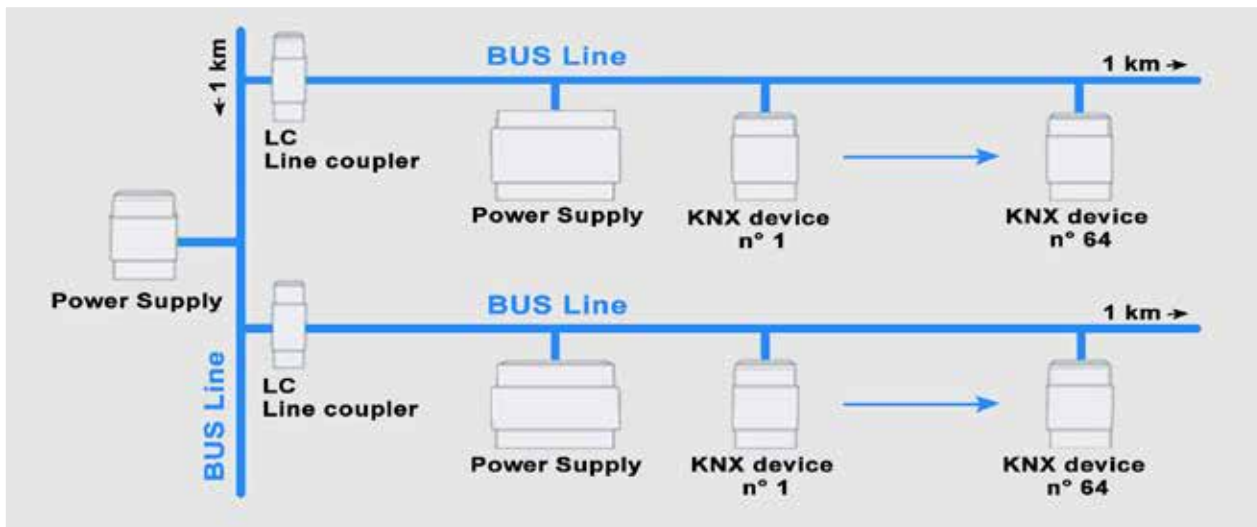 BUS Line
1 km →
← 1 km
LC
Line coupler
Power Supply
KNX device
n° 1
KNX device
n° 64
Power Supply
BUS Line
1 km →
LC
Line coupler
BUS Line
Power Supply
KNX device
n° 1
KNX device
n° 64